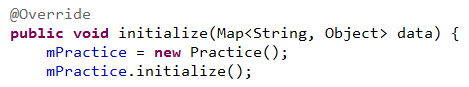 @Override
public void initialize(Map<String, Object> data) {
    mPractice = new Practice();
    mPractice.initialize();